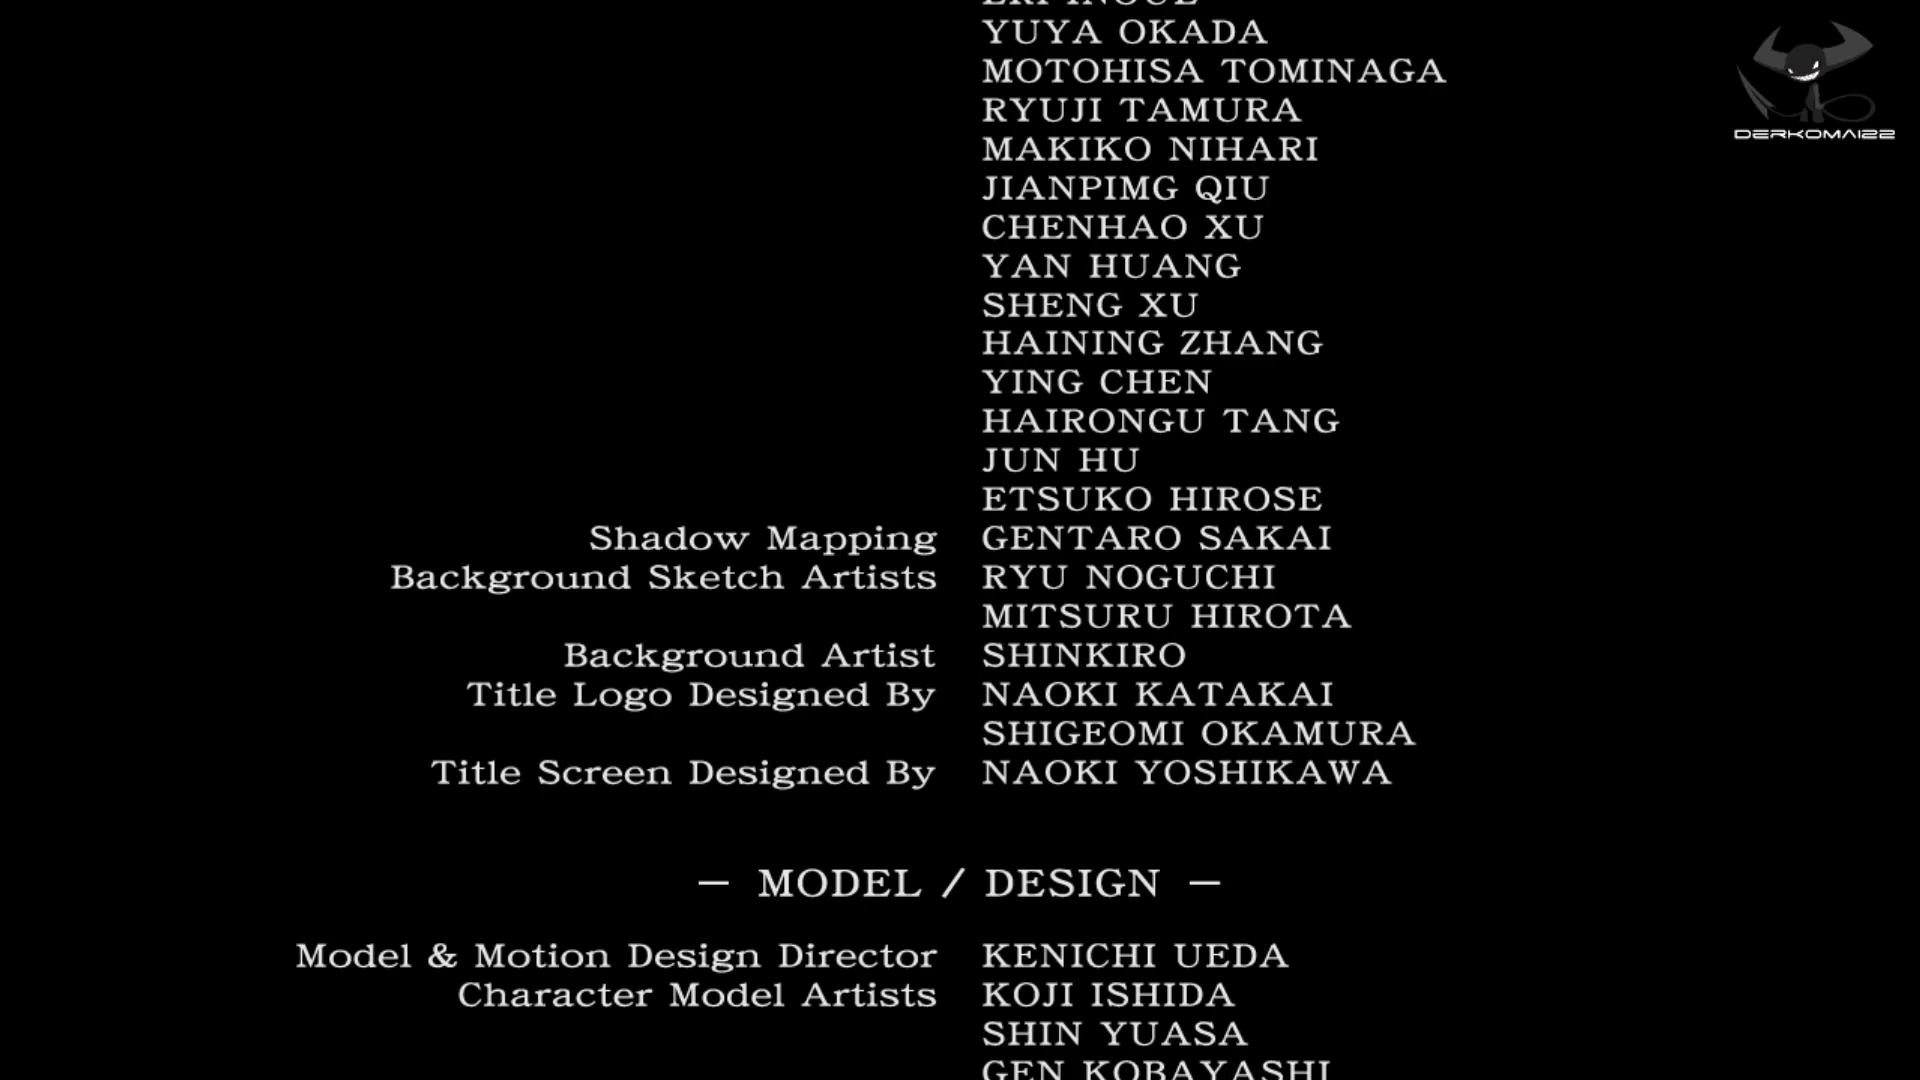 ERI INOUE
YUYA OKADA
MOTOHISA TOMINAGA
RYUJI TAMURA
MAKIKO NIHARI
JIANPIMG QIU
CHENHAO XU
YAN HUANG
SHENG XU
HAINING ZHANG
YING CHEN
HAIRONGU TANG
JUN HU
ETSUKO HIROSE
Shadow Mapping GENTARO SAKAI
Background Sketch Artists RYU NOGUCHI
MITSURU HIROTA
Background Artist SHINKIRO
Title Logo Designed By NAOKI KATAKAI
SHIGEOMI OKAMURA
Title Screen Designed By NAOKI YOSHIKAWA
— MODEL / DESIGN —
Model & Motion Design Director KENICHI UEDA
Character Model Artists KOJI ISHIDA
SHIN YUASA
GEN KOBAYASHI
DERKOMAI22